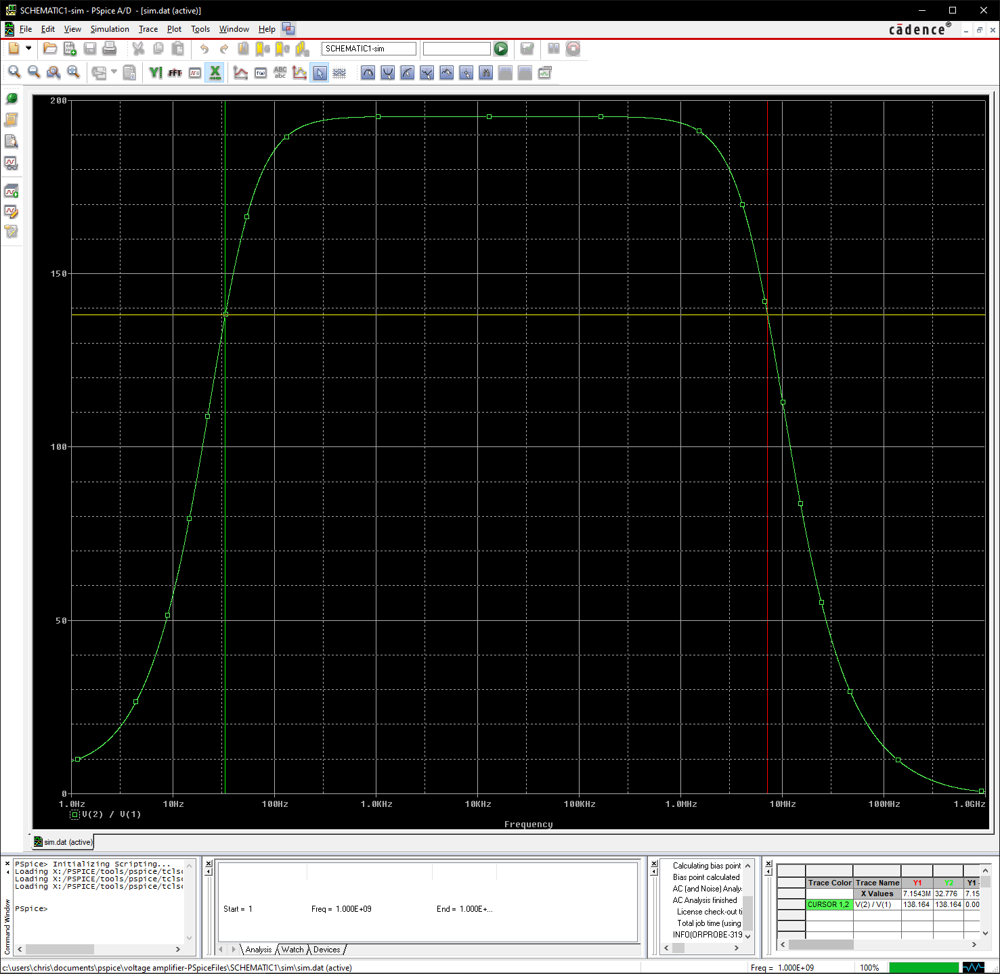 SCHEMATIC1-sim - PSpice A/D - [sim.dat (active)]
File Edit View Simulation Trace Plot Tools Window Help
cādence®
SCHEMATIC1-sim
FFT
ABC
abc
200
150
100
50
0
1.0Hz 10Hz 100Hz 1.0KHz 10KHz 100KHz 1.0MHz 10MHz 100MHz 1.0GHz
V(2) / V(1)
Frequency
sim.dat (active)
Command Window
PSpice> Initializing Scripting...
Loading X:/PSPICE/tools/pspice/tclsc
Loading X:/PSPICE/tools/pspice/tclsc
Loading X:/PSPICE/tools/pspice/tclsc
PSpice>
Start = 1 Freq = 1.000E+09 End = 1.000E+...
Analysis Watch Devices
Calculating bias point
Bias point calculated
AC (and Noise) Analy
AC Analysis finished
License check-out ti
Total job time (using
INFO(ORPROBE-319
Trace Color Trace Name Y1 Y2 Y1 -
X Values 7.1543M 32.776 7.15
CURSOR 1,2 V(2) / V(1) 138.164 138.164 0.00
c:\users\chris\documents\pspice\voltage amplifier-PSpiceFiles\SCHEMATIC1\sim\sim.dat (active)
Freq = 1.000E+09 100%